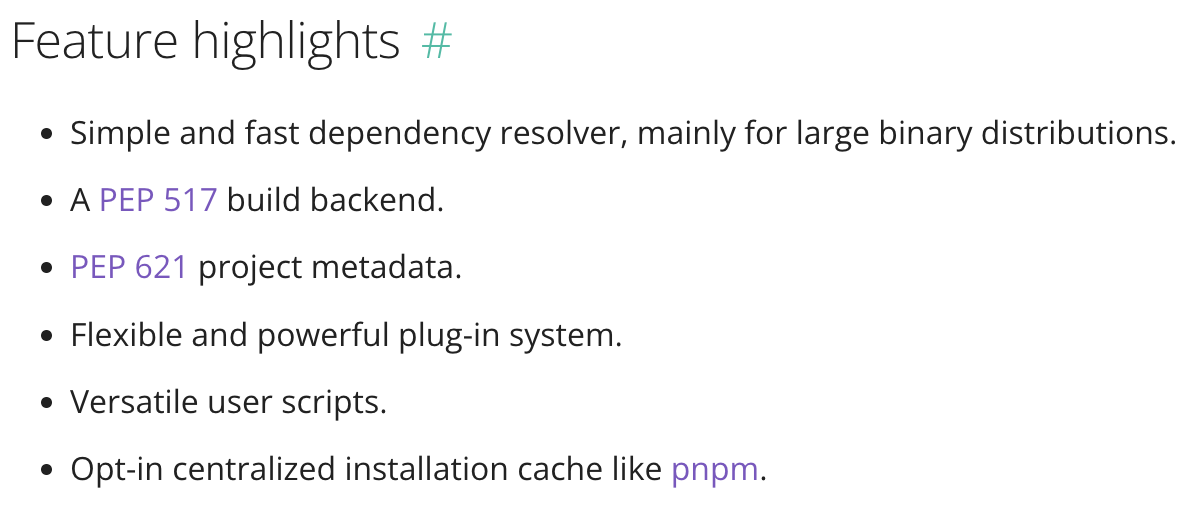 Feature highlights #
• Simple and fast dependency resolver, mainly for large binary distributions.
• A PEP 517 build backend.
• PEP 621 project metadata.
• Flexible and powerful plug-in system.
• Versatile user scripts.
• Opt-in centralized installation cache like pnpm.